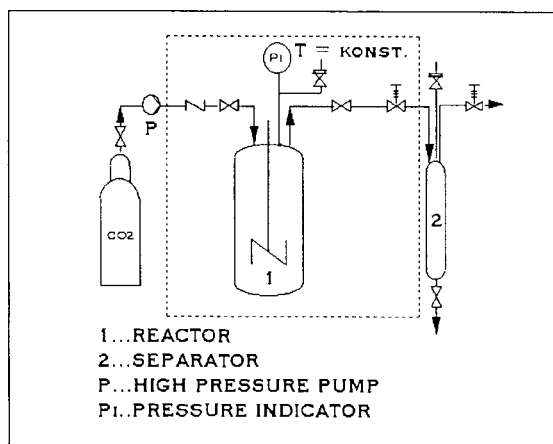 PI T = KONST.
P
CO2
1
2
1...REACTOR
2...SEPARATOR
P...HIGH PRESSURE PUMP
PI..PRESSURE INDICATOR